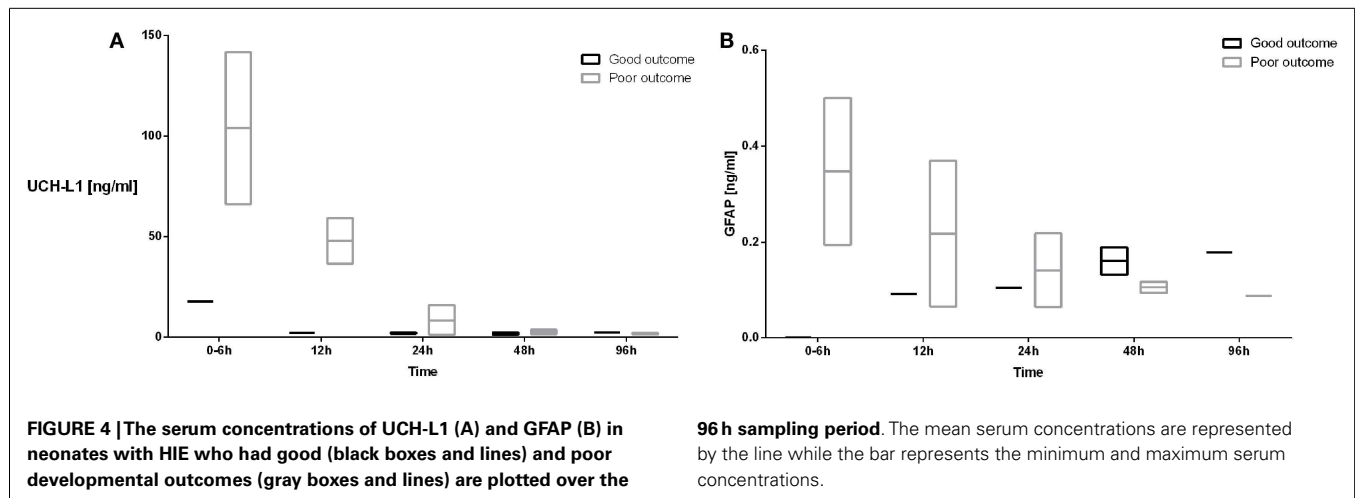 A
150
100
50
0
UCH-L1 [ng/ml]
Good outcome
Poor outcome
0-6h 12h 24h 48h 96h
Time
B
0.6
0.4
0.2
0.0
GFAP [ng/ml]
Good outcome
Poor outcome
0-6h 12h 24h 48h 96h
Time
FIGURE 4 | The serum concentrations of UCH-L1 (A) and GFAP (B) in
neonates with HIE who had good (black boxes and lines) and poor
developmental outcomes (gray boxes and lines) are plotted over the
96 h sampling period. The mean serum concentrations are represented
by the line while the bar represents the minimum and maximum serum
concentrations.